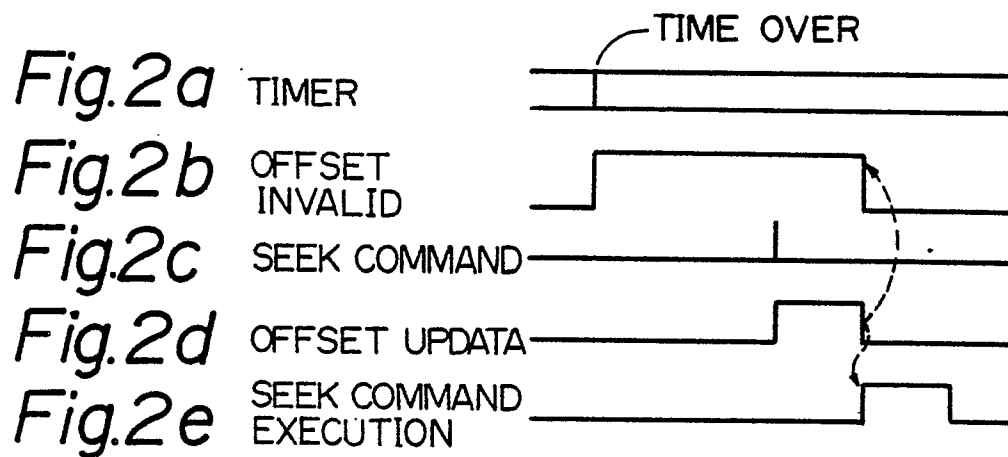 TIME OVER
Fig.2a TIMER
Fig.2b OFFSET
INVALID
Fig.2c SEEK COMMAND
Fig.2d OFFSET UPDATA
Fig.2e SEEK COMMAND
EXECUTION